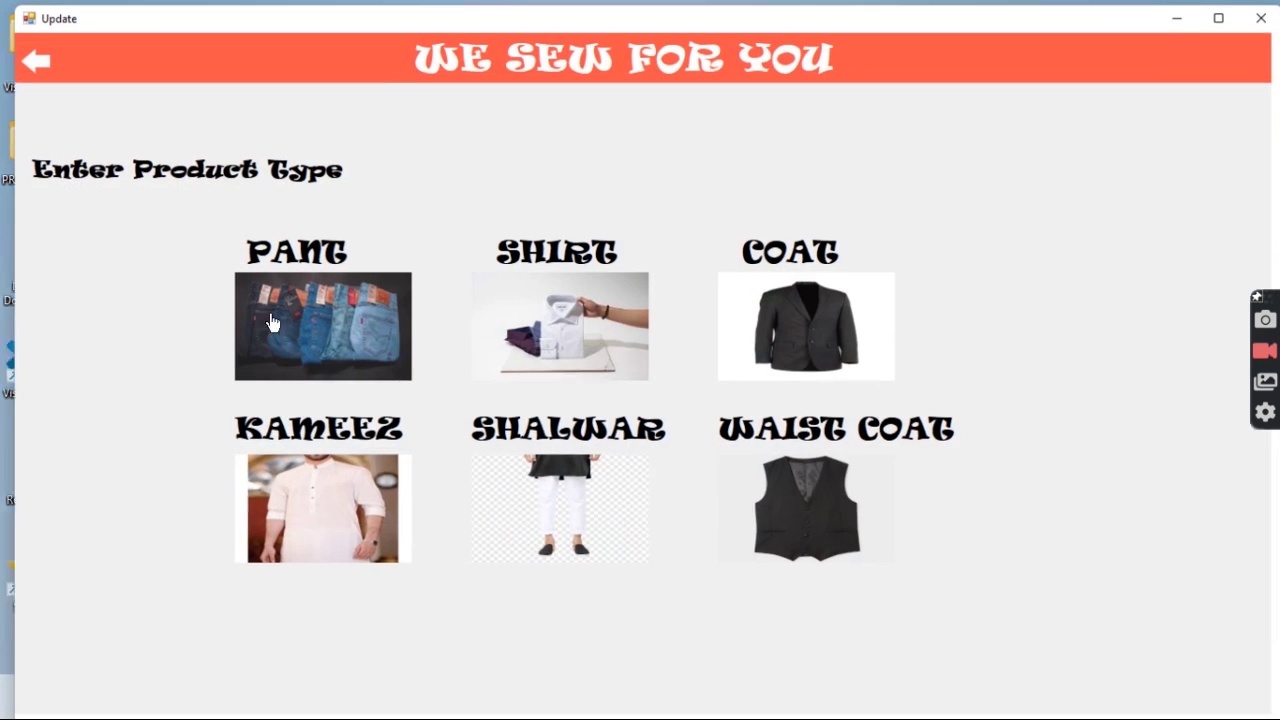 Update
WE SEW FOR YOU
Enter Product Type
PANT SHIRT COAT
KAMEEZ SHALWAR WAIST COAT